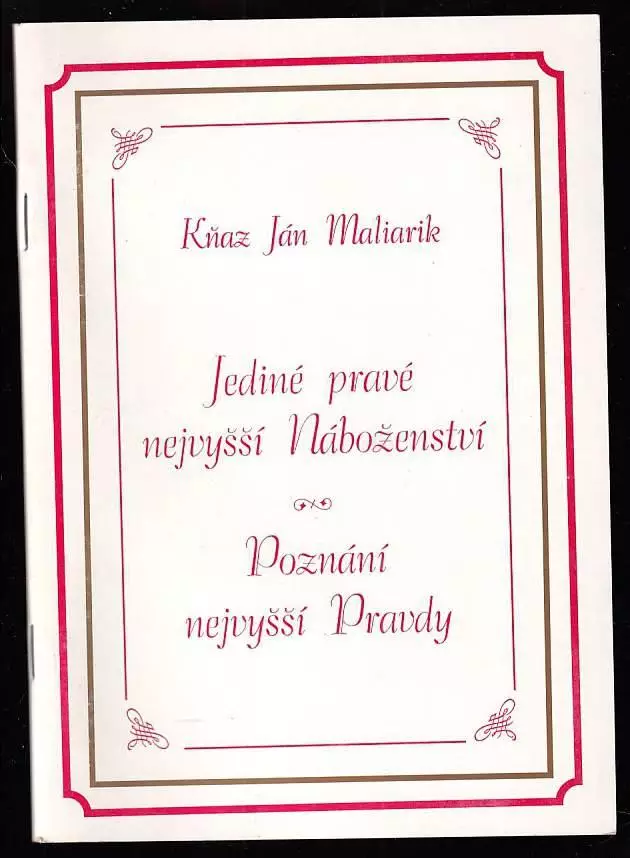 Kňaz Ján Maliarik
Jediné pravé
nejvyšší Náboženství
Poznání
nejvyšší Pravdy